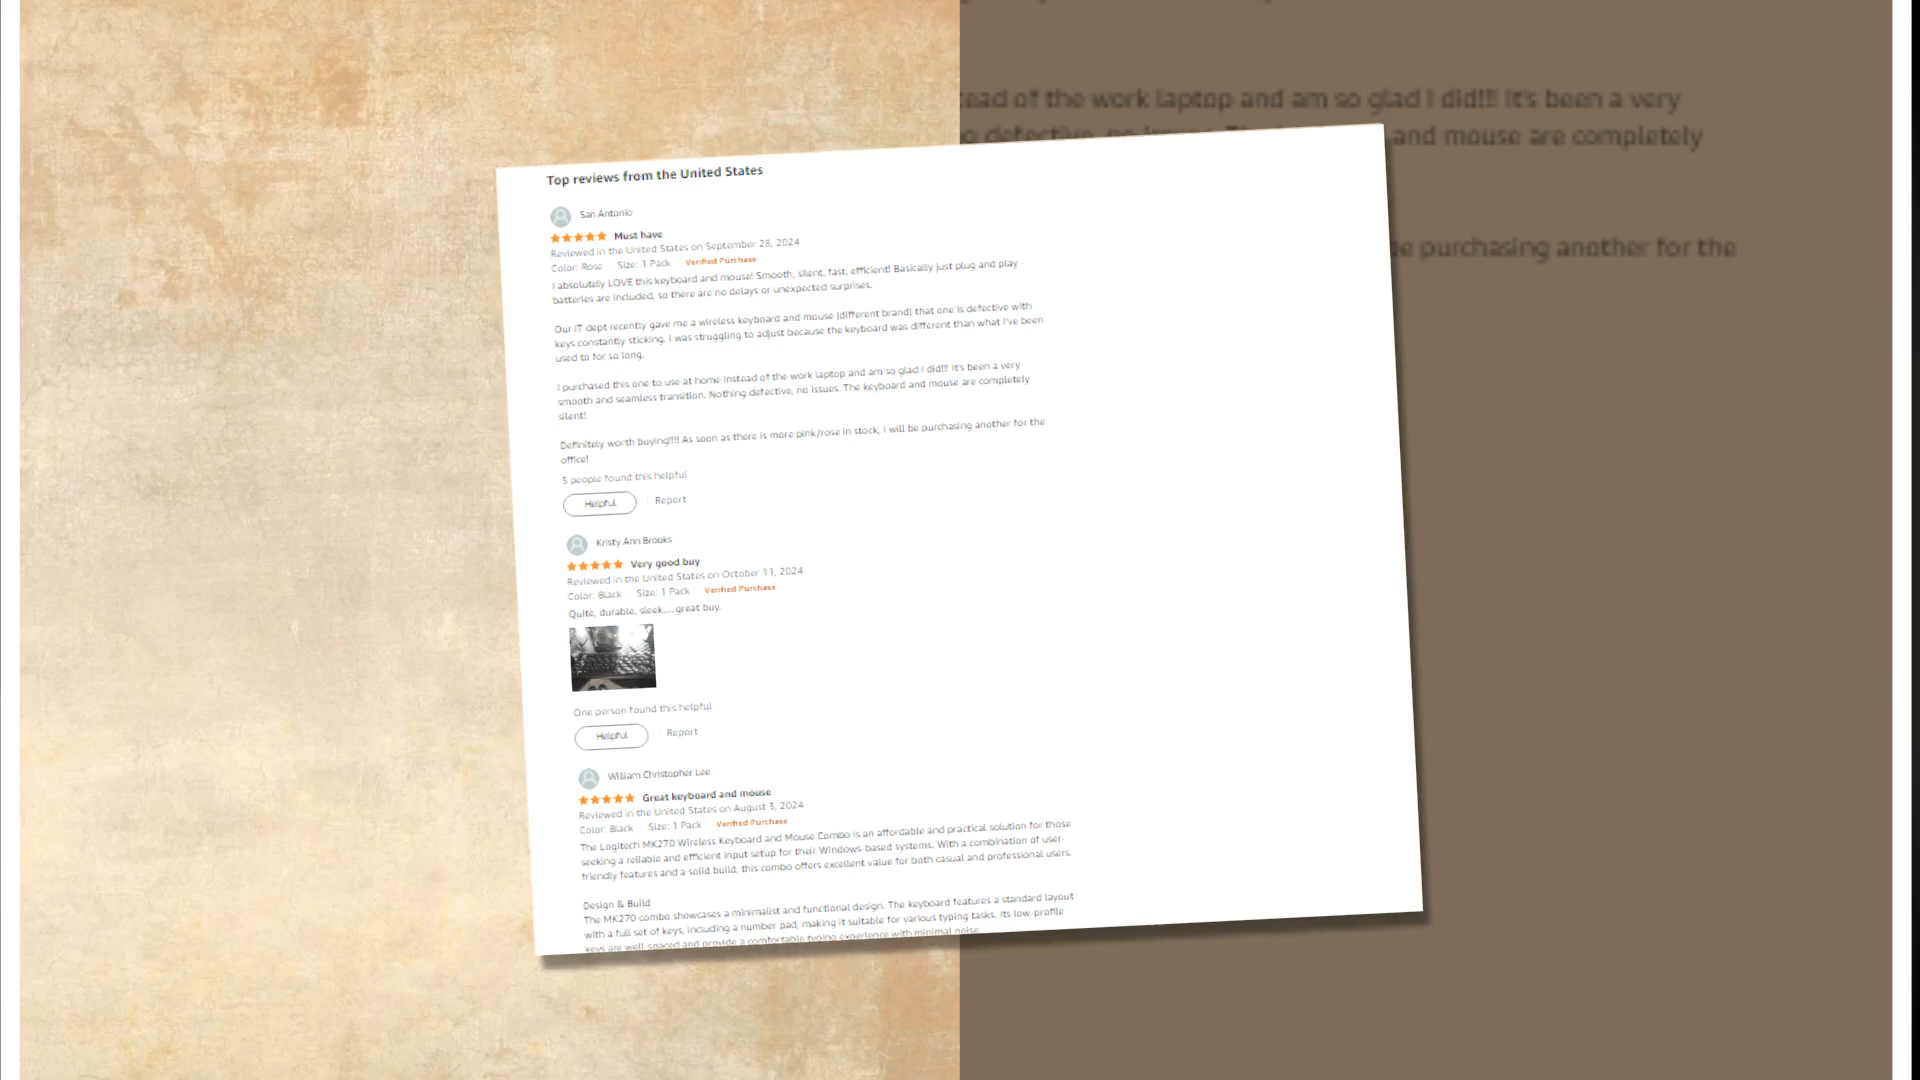 ead of the work laptop and am so glad I did!!! It's been a very
and mouse are completely
be purchasing another for the
Top reviews from the United States
San Antonio
Must have
Reviewed in the United States on September 28, 2024
Color: Rose Size: 1 Pack Verified Purchase
I absolutely LOVE this keyboard and mouse! Smooth, silent, fast, efficient! Basically just plug and play -
batteries are included, so there are no delays or unexpected surprises.
Our IT dept recently gave me a wireless keyboard and mouse (different brand) that one is defective with
keys constantly sticking. I was struggling to adjust because the keyboard was different than what I've been
used to for so long.
I purchased this one to use at home instead of the work laptop and am so glad I did!!! It's been a very
smooth and seamless transition. Nothing defective, no issues. The keyboard and mouse are completely
silent!
Definitely worth buying!!!! As soon as there is more pink/rose in stock, I will be purchasing another for the
office!
5 people found this helpful
Helpful Report
Kristy Ann Brooks
Very good buy
Reviewed in the United States on October 11, 2024
Color: Black Size: 1 Pack Verified Purchase
Quite, durable, sleek,...great buy.
One person found this helpful
Helpful Report
William Christopher Lee
Great keyboard and mouse
Reviewed in the United States on August 3, 2024
Color: Black Size: 1 Pack Verified Purchase
The Logitech MK270 Wireless Keyboard and Mouse Combo is an affordable and practical solution for those
seeking a reliable and efficient input setup for their Windows-based systems. With a combination of user-
friendly features and a solid build, this combo offers excellent value for both casual and professional users.
Design & Build
The MK270 combo showcases a minimalist and functional design. The keyboard features a standard layout
with a full set of keys, including a number pad, making it suitable for various typing tasks. Its low-profile
keys are well spaced and provide a comfortable typing experience with minimal noise.